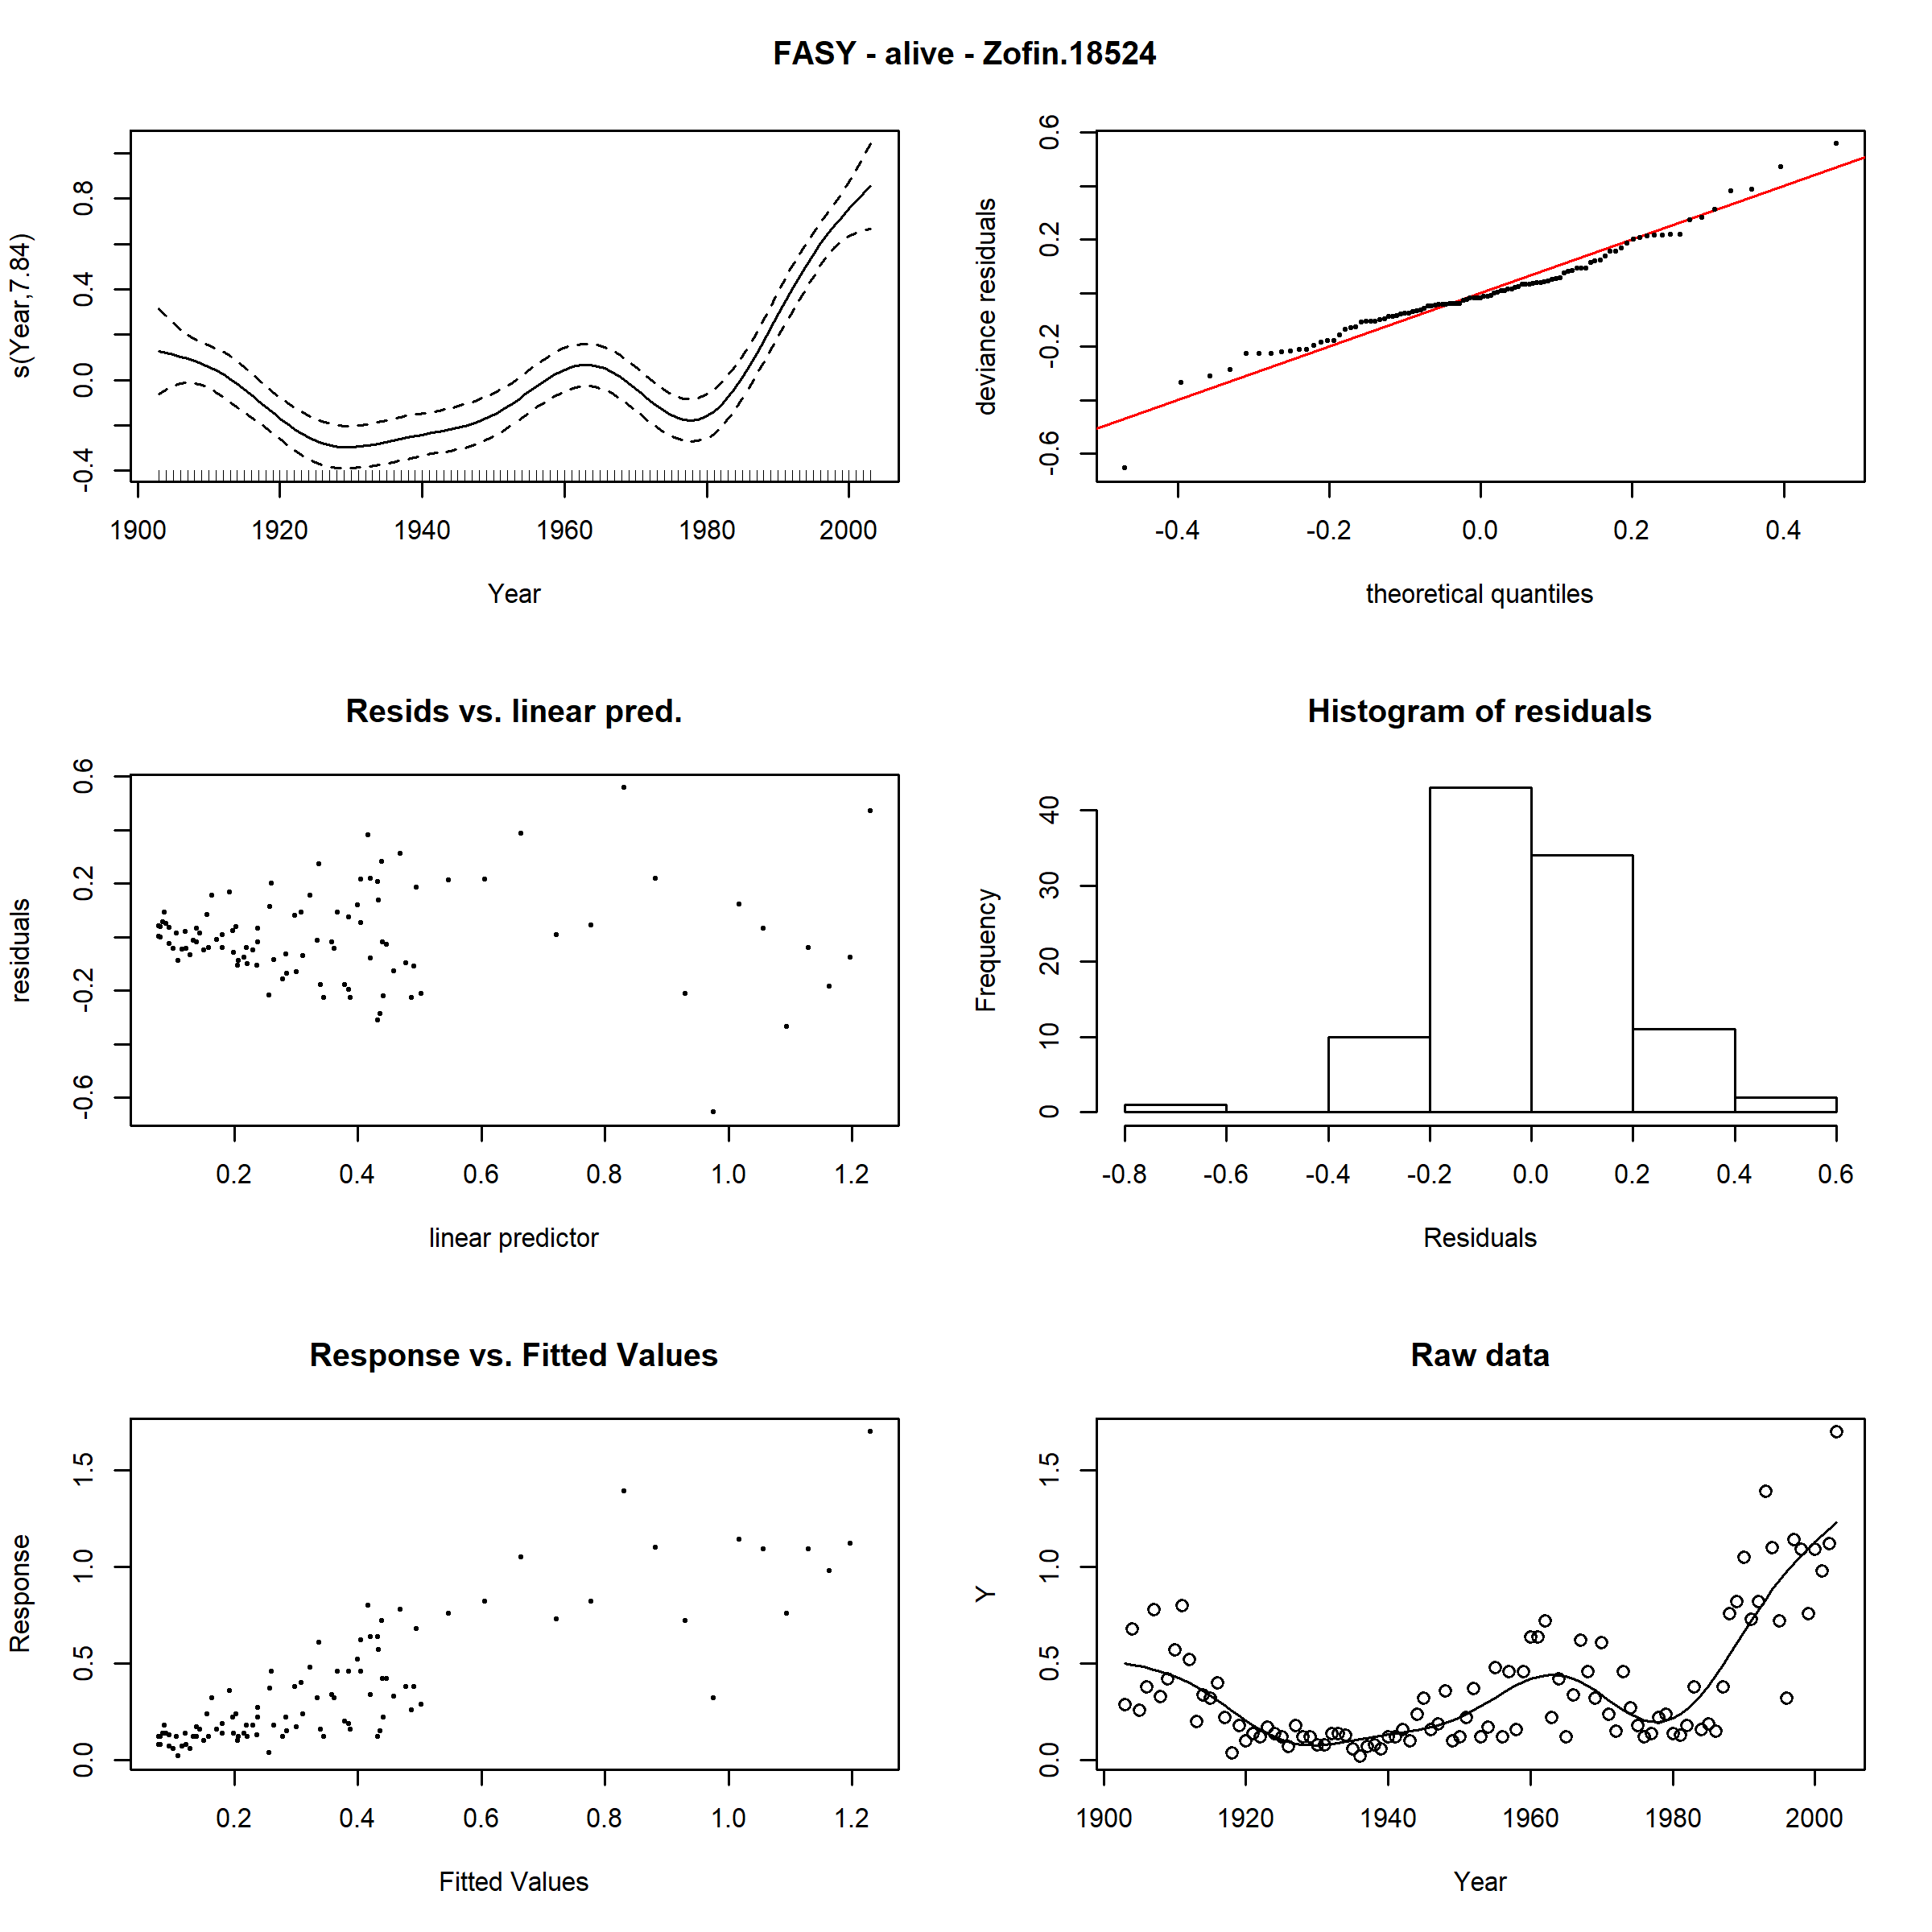 FASY - alive - Zofin.18524
s(Year,7.84)
0.8
0.4
0.0
-0.4
1900 1920 1940 1960 1980 2000
Year
deviance residuals
0.6
0.2
-0.2
-0.6
-0.4 -0.2 0.0 0.2 0.4
theoretical quantiles
Resids vs. linear pred.
residuals
0.6
0.2
-0.2
-0.6
0.2 0.4 0.6 0.8 1.0 1.2
linear predictor
Histogram of residuals
Frequency
40
30
20
10
0
-0.8 -0.6 -0.4 -0.2 0.0 0.2 0.4 0.6
Residuals
Response vs. Fitted Values
Response
1.5
1.0
0.5
0.0
0.2 0.4 0.6 0.8 1.0 1.2
Fitted Values
Raw data
Y
1.5
1.0
0.5
0.0
1900 1920 1940 1960 1980 2000
Year